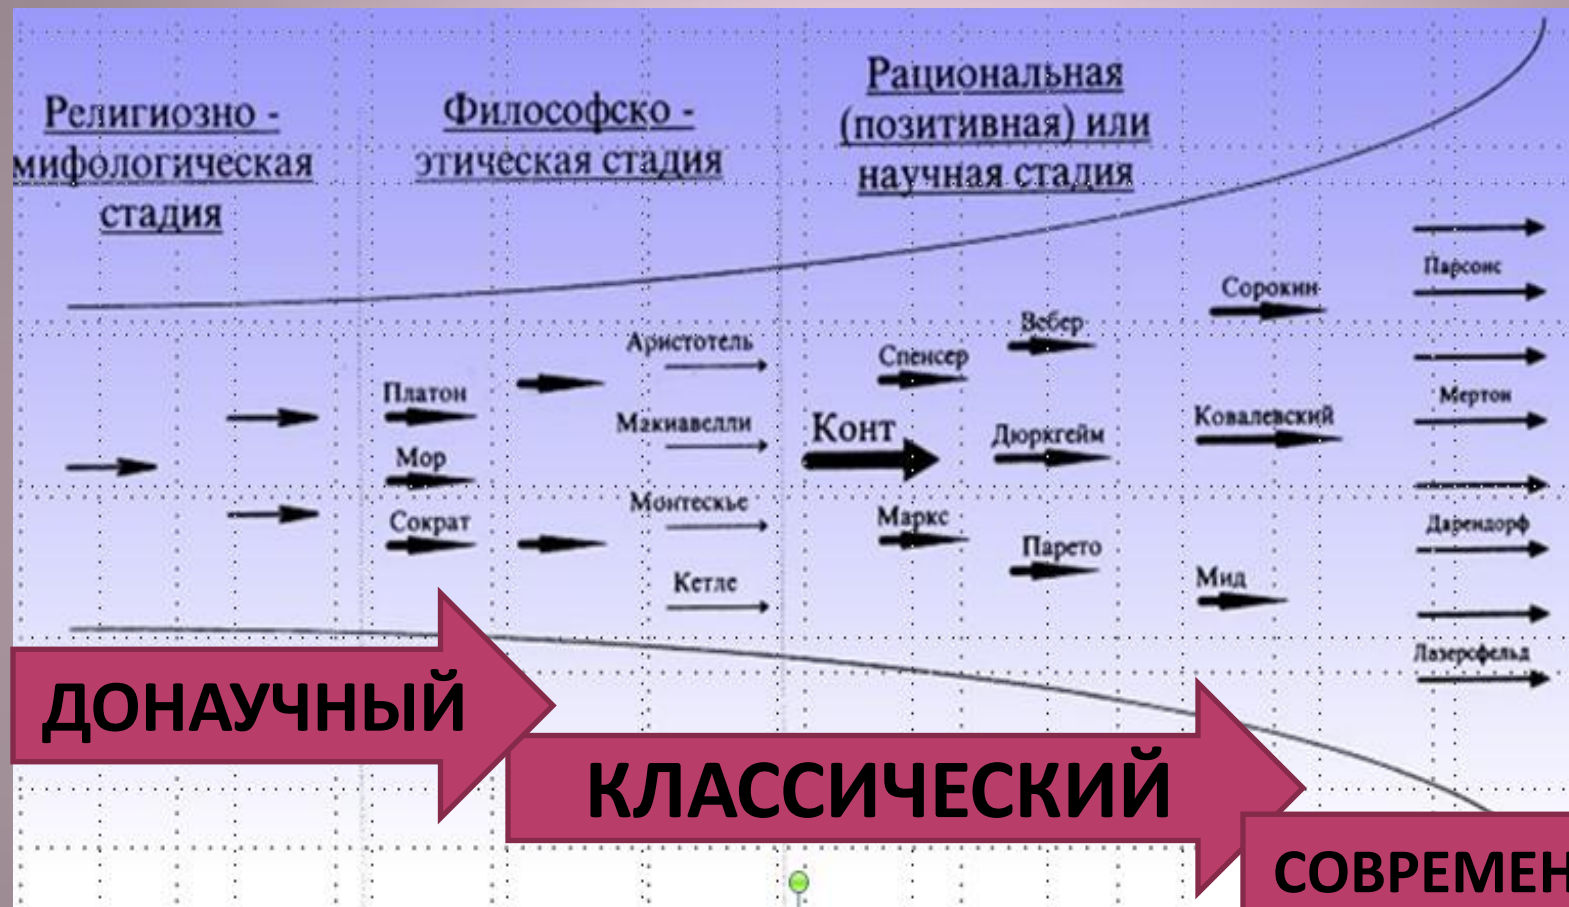 Религиозно -
мифологическая
стадия
Философско -
этическая стадия
Рациональная
(позитивная) или
научная стадия
Платон
Мор
Сократ
Аристотель
Макиавелли
Монтескье
Кетле
Конт
Спенсер
Маркс
Вебер
Дюркгейм
Парето
Сорокин
Ковалевский
Мид
Парсонс
Мертон
Дарендорф
Лазерсфельд
ДОНАУЧНЫЙ
КЛАССИЧЕСКИЙ
СОВРЕМЕН